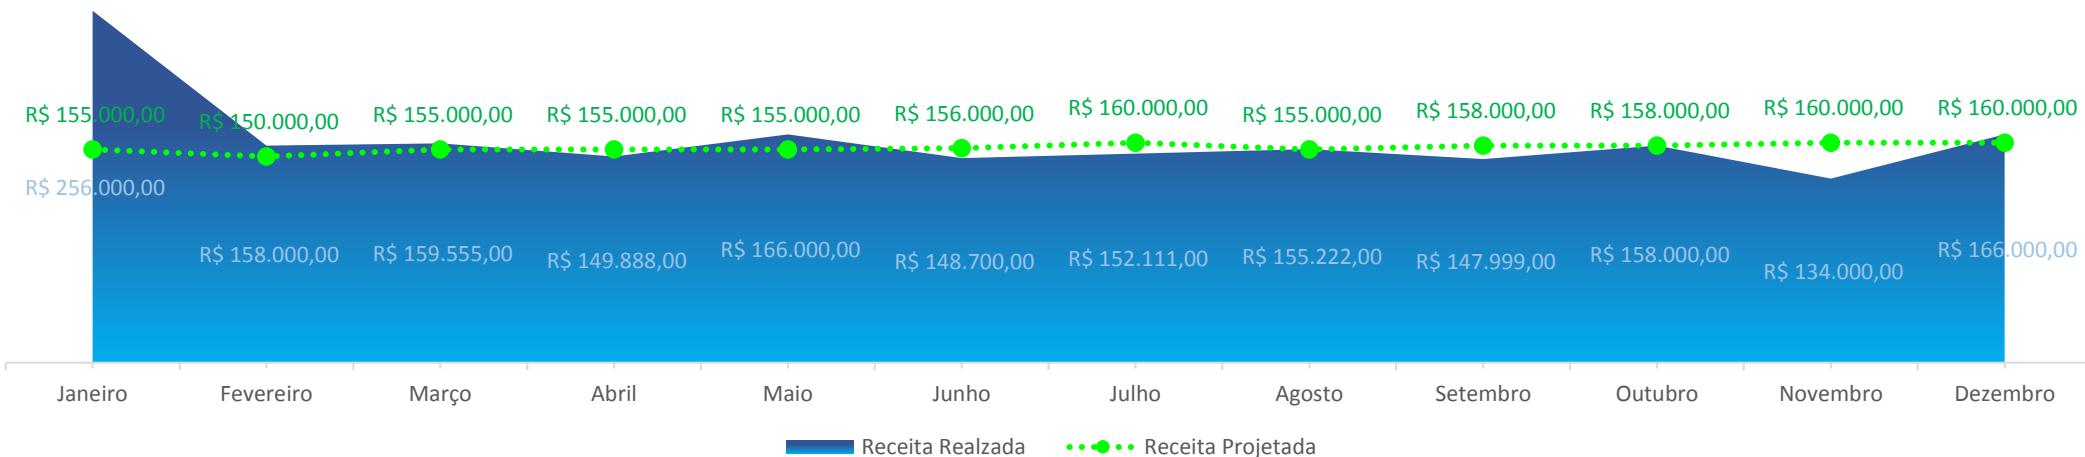 R$ 155.000,00 R$ 150.000,00 R$ 155.000,00 R$ 155.000,00 R$ 155.000,00 R$ 156.000,00 R$ 160.000,00 R$ 155.000,00 R$ 158.000,00 R$ 158.000,00 R$ 160.000,00 R$ 160.000,00
R$ 256.000,00 R$ 158.000,00 R$ 159.555,00 R$ 149.888,00 R$ 166.000,00 R$ 148.700,00 R$ 152.111,00 R$ 155.222,00 R$ 147.999,00 R$ 158.000,00 R$ 134.000,00 R$ 166.000,00
Janeiro Fevereiro Março Abril Maio Junho Julho Agosto Setembro Outubro Novembro Dezembro
Receita Realzada Receita Projetada